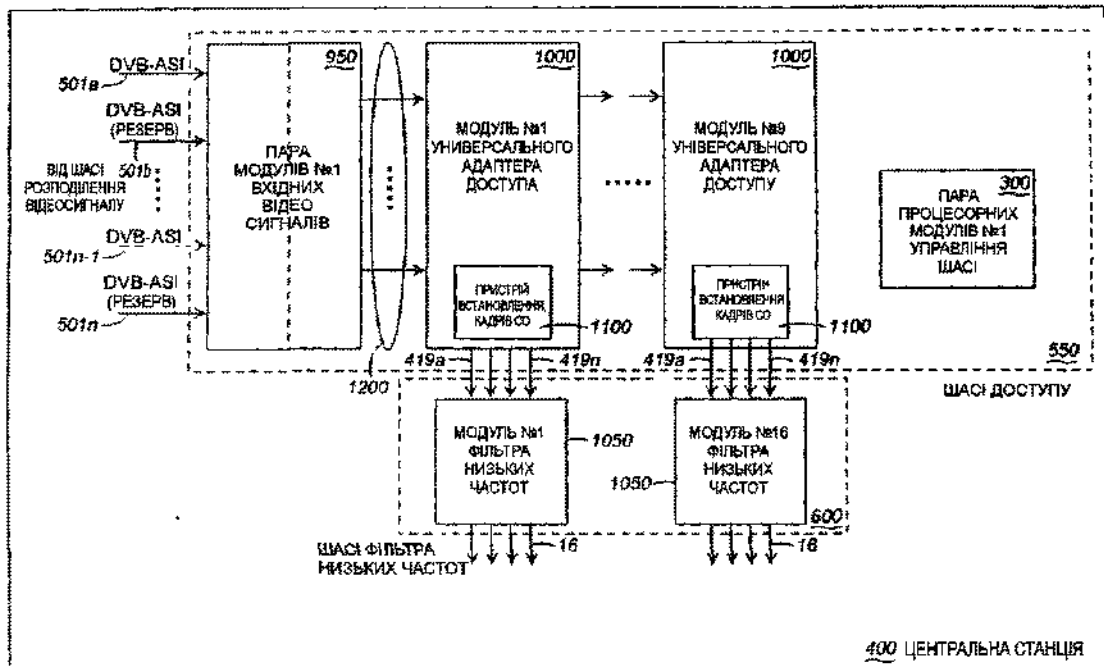 DVB-ASI
501a
DVB-ASI
(РЕЗЕРВ)
501b
ВІД ШАСІ
РОЗПОДІЛЕННЯ
ВІДЕОСИГНАЛУ
DVB-ASI
501n-1
DVB-ASI
(РЕЗЕРВ)
501n
950
ПАРА
МОДУЛІВ №1
ВХІДНИХ
ВІДЕО
СИГНАЛІВ
1200
1000
МОДУЛЬ №1
УНИВЕРСАЛЬНОГО
АДАПТЕРА
ДОСТУПА
ПРИСТРІЙ
ВСТАНОВЛЕННЯ
КАДРІВ СО
1100
419a
419n
1000
МОДУЛЬ №9
УНІВЕРСАЛЬНОГО
АДАПТЕРА
ДОСТУПУ
ПРИСТРІЙ
ВСТАНОВЛЕННЯ
КАДРІВ СО
1100
419a
419n
300
ПАРА
ПРОЦЕСОРНИХ
МОДУЛІВ №1
УПРАВЛІННЯ
ШАСІ
550
ШАСІ ДОСТУПУ
МОДУЛЬ №1
ФІЛЬТРА
НИЗЬКИХ
ЧАСТОТ
1050
16
МОДУЛЬ №16
ФІЛЬТРА
НИЗЬКИХ
ЧАСТОТ
1050
600
16
ШАСІ ФІЛЬТРА
НИЗЬКИХ ЧАСТОТ
400 ЦЕНТРАЛЬНА СТАНЦІЯ